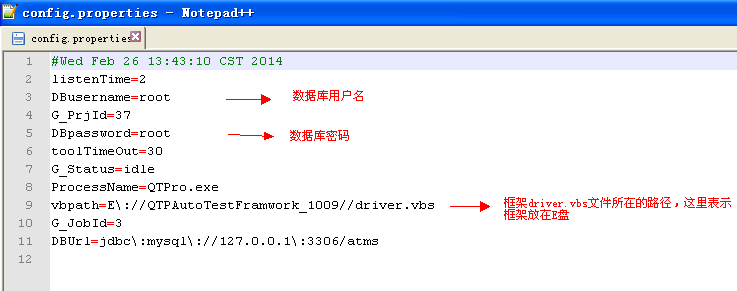 config.properties - Notepad++
config.properties
1 #Wed Feb 26 13:43:10 CST 2014
2 listenTime=2
3 DBusername=root 数据库用户名
4 G_PrjId=37
5 DBpassword=root 数据库密码
6 toolTimeOut=30
7 G_Status=idle
8 ProcessName=QTPro.exe
9 vbpath=E\://QTPAutoTestFramwork_1009//driver.vbs 框架driver.vbs文件所在的路径，这里表示
框架放在E盘
10 G_JobId=3
11 DBUrl=jdbc\:mysql\://127.0.0.1\:3306/atms
12